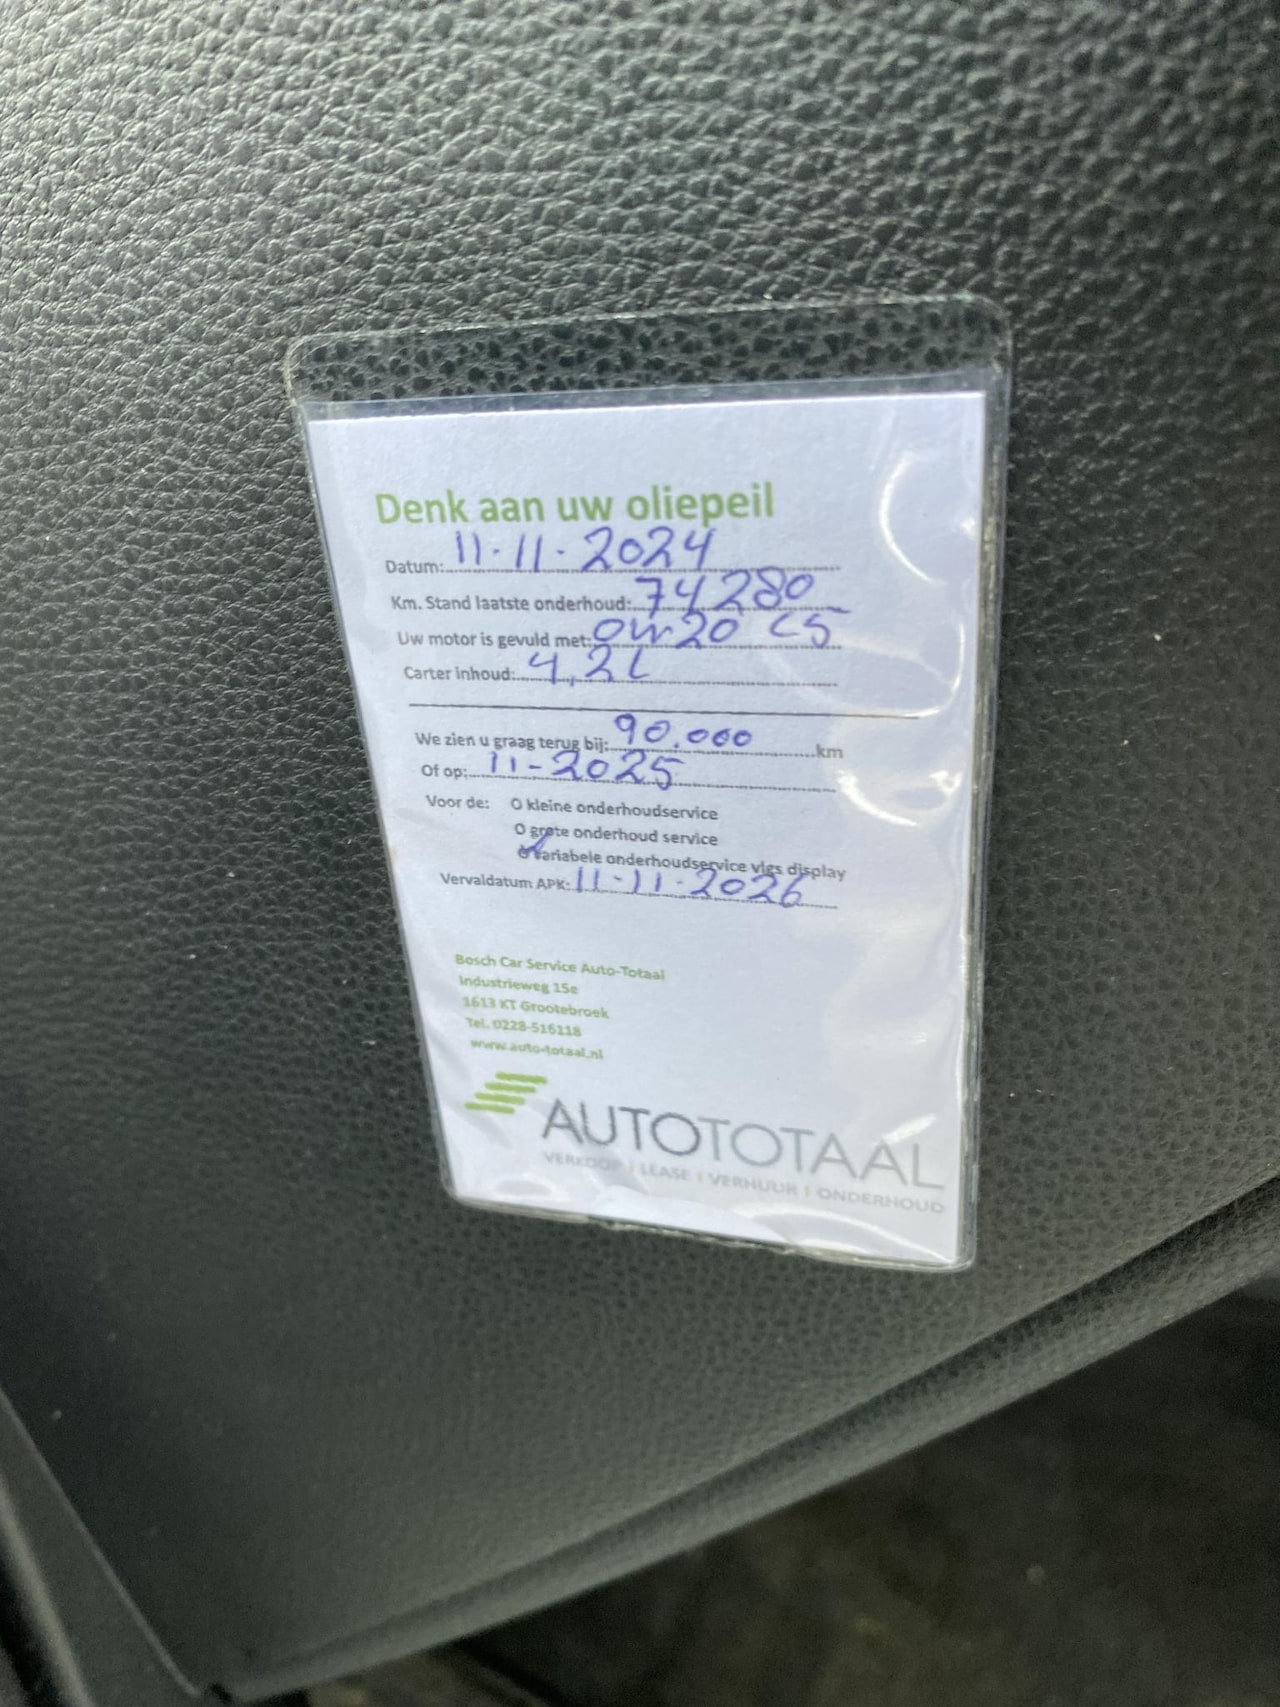 Denk aan uw oliepeil
Datum: 11-11-2024
Km. Stand laatste onderhoud: 74280
Uw motor is gevuld met: 0W20 C5
Carter inhoud: 4,2L
We zien u graag terug bij: 90.000 km
Of op: 11-2025
Voor de: O kleine onderhoudservice
O grote onderhoud service
O variabele onderhoudservice vlgs display
Vervaldatum APK: 11-11-2026
Bosch Car Service Auto-Totaal
Industrieweg 15e
1613 KT Grootebroek
Tel. 0228-516118
www.auto-totaal.nl
AUTOTOTAAL
VERKOOP | LEASE | VERHUUR | ONDERHOUD